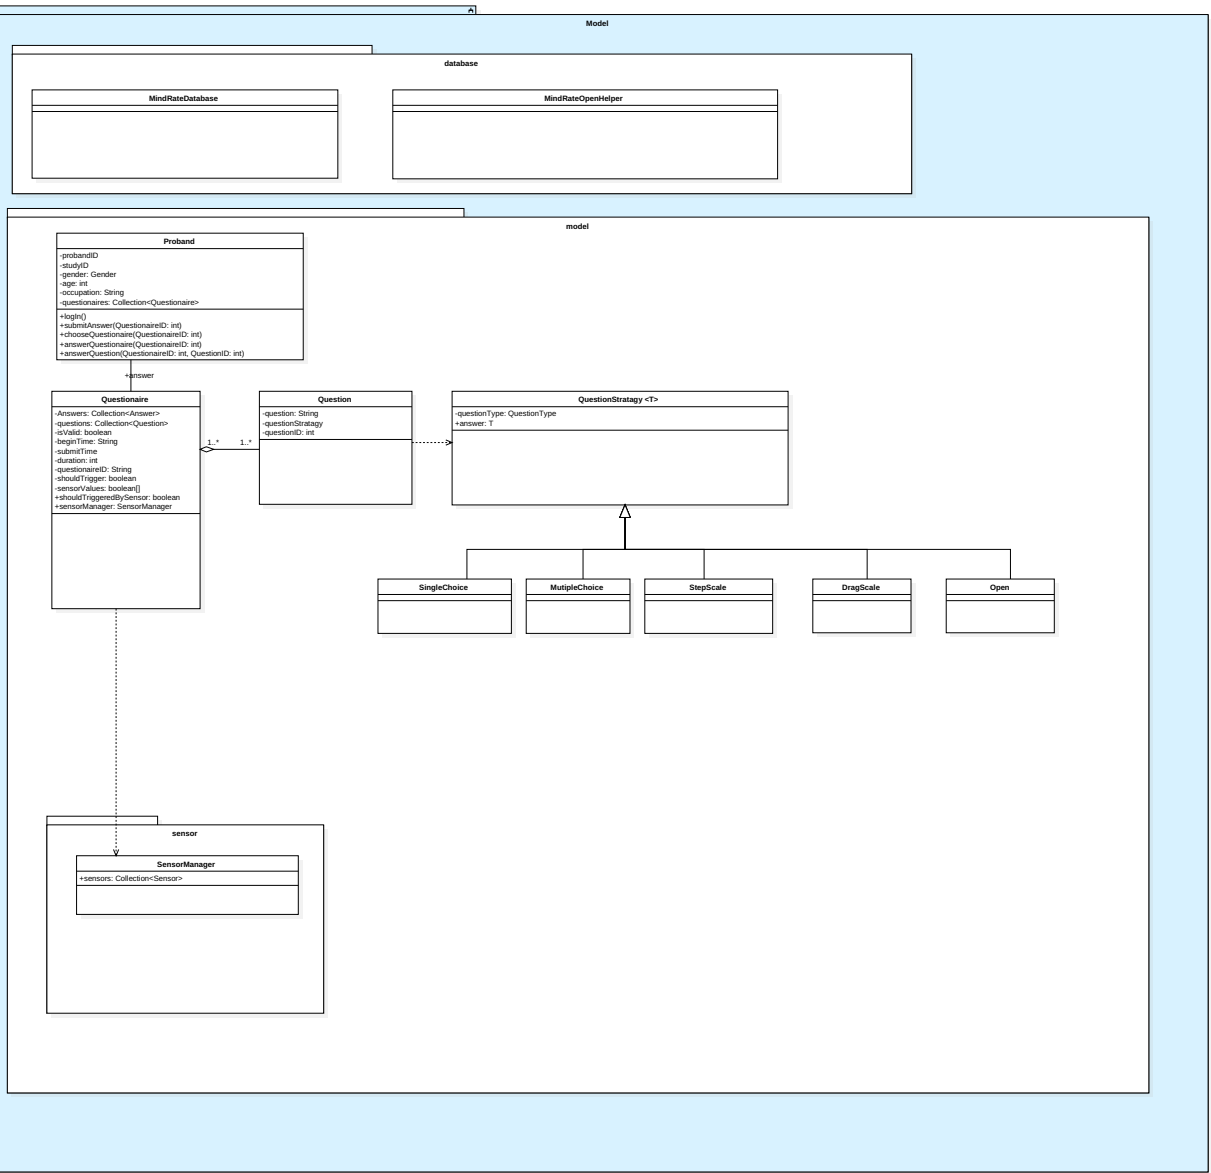 Model
database
MindRateDatabase
MindRateOpenHelper
model
Proband
-probandID
-studyID
-gender: Gender
-age: int
-occupation: String
-questionaires: Collection<Questionaire>
+logIn()
+submitAnswer(QuestionaireID: int)
+chooseQuestionaire(QuestionaireID: int)
+answerQuestionaire(QuestionaireID: int)
+answerQuestion(QuestionaireID: int, QuestionID: int)
+answer
Questionaire
-Answers: Collection<Answer>
-questions: Collection<Question>
-isValid: boolean
-beginTime: String
-submitTime
-duration: int
-questionaireID: String
-shouldTrigger: boolean
-sensorValues: boolean[]
+shouldTriggeredBySensor: boolean
+sensorManager: SensorManager
1..*
1..*
Question
-question: String
-questionStratagy
-questionID: int
QuestionStratagy <T>
-questionType: QuestionType
+answer: T
SingleChoice
MutipleChoice
StepScale
DragScale
Open
sensor
SensorManager
+sensors: Collection<Sensor>